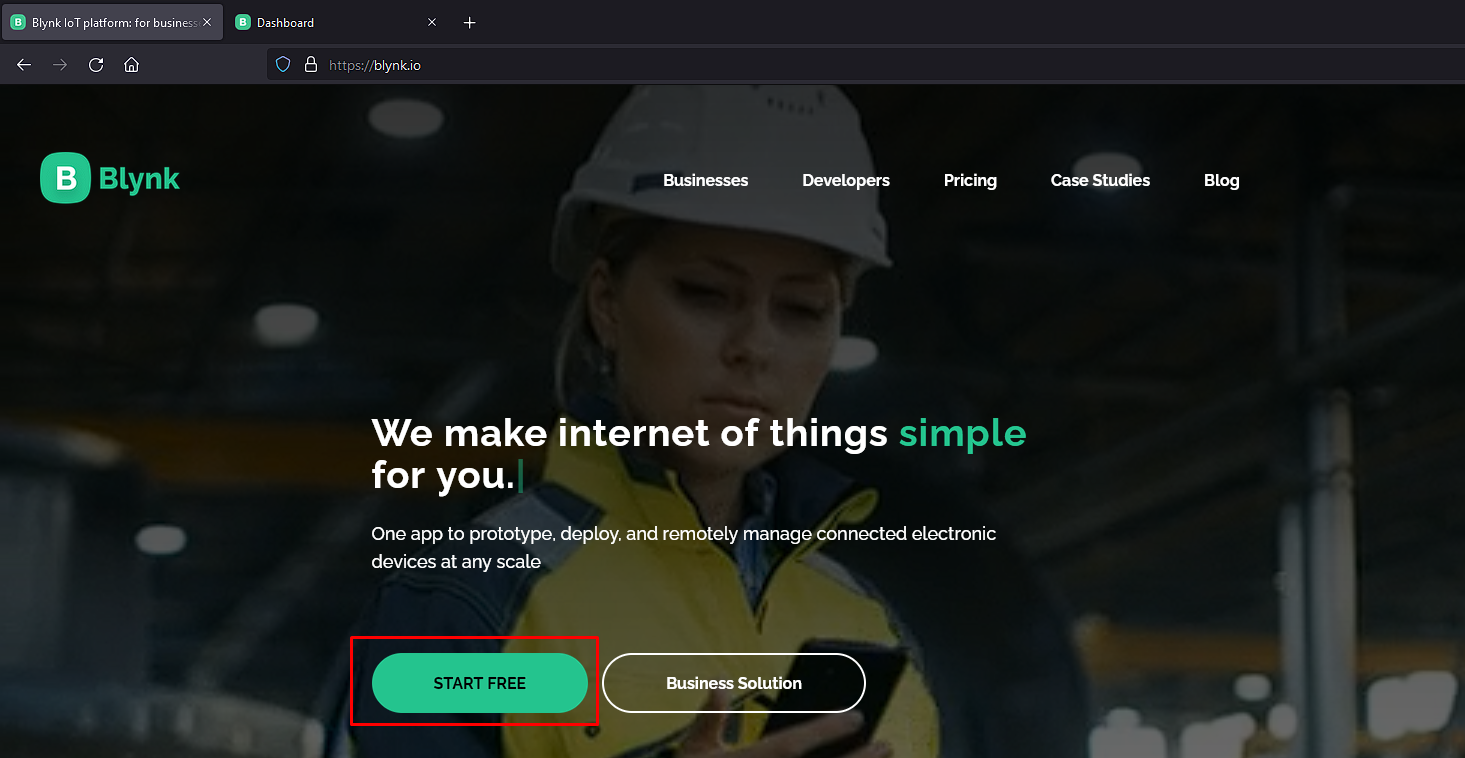 Blynk IoT platform: for business
Dashboard
https://blynk.io
B Blynk
Businesses
Developers
Pricing
Case Studies
Blog
We make internet of things simple
for you.
One app to prototype, deploy, and remotely manage connected electronic
devices at any scale
START FREE
Business Solution